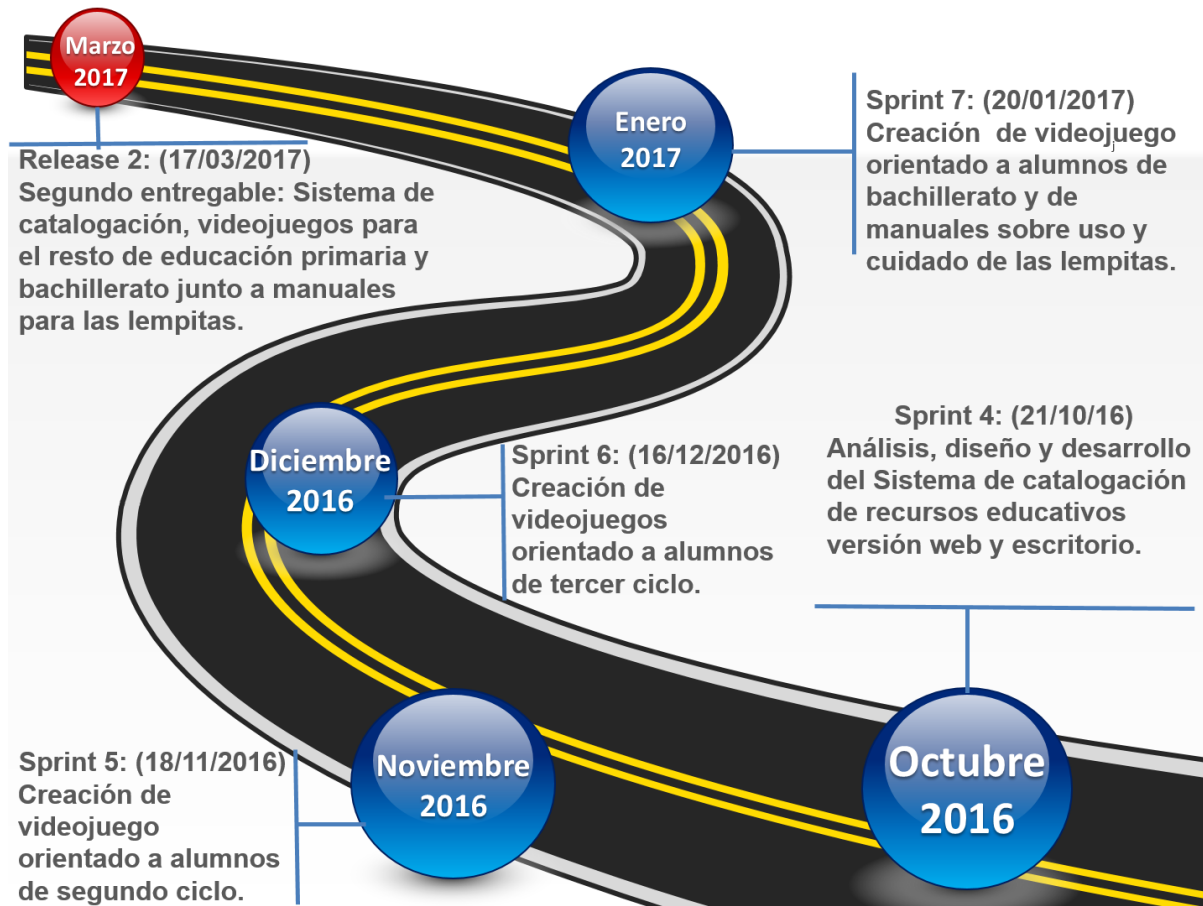 Marzo
2017
Release 2: (17/03/2017)
Segundo entregable: Sistema de
catalogación, videojuegos para
el resto de educación primaria y
bachillerato junto a manuales
para las lempitas.
Enero
2017
Sprint 7: (20/01/2017)
Creación de videojuego
orientado a alumnos de
bachillerato y de
manuales sobre uso y
cuidado de las lempitas.
Diciembre
2016
Sprint 6: (16/12/2016)
Creación de
videojuegos
orientado a alumnos
de tercer ciclo.
Sprint 4: (21/10/16)
Análisis, diseño y desarrollo
del Sistema de catalogación
de recursos educativos
versión web y escritorio.
Sprint 5: (18/11/2016)
Creación de
videojuego
orientado a alumnos
de segundo ciclo.
Noviembre
2016
Octubre
2016